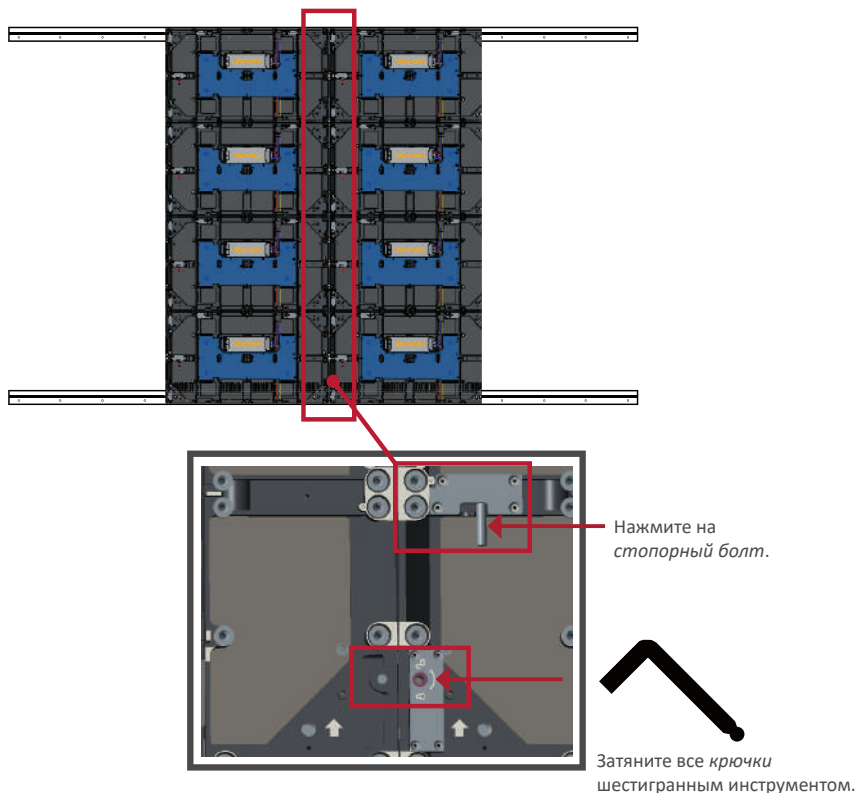 Нажмите на
стопорный болт.
Затяните все крючки
шестигранным инструментом.